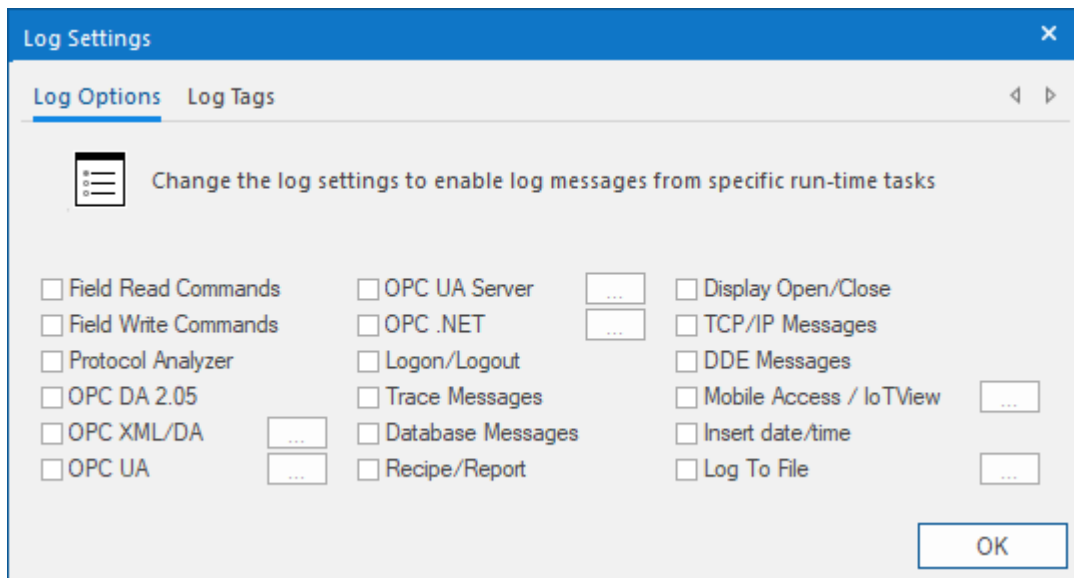 Log Settings
Log Options Log Tags
Change the log settings to enable log messages from specific run-time tasks
Field Read Commands OPC UA Server ... Display Open/Close
Field Write Commands OPC .NET ... TCP/IP Messages
Protocol Analyzer Logon/Logout DDE Messages
OPC DA 2.05 Trace Messages Mobile Access / IoTView ...
OPC XML/DA ... Database Messages Insert date/time
OPC UA ... Recipe/Report Log To File ...
OK